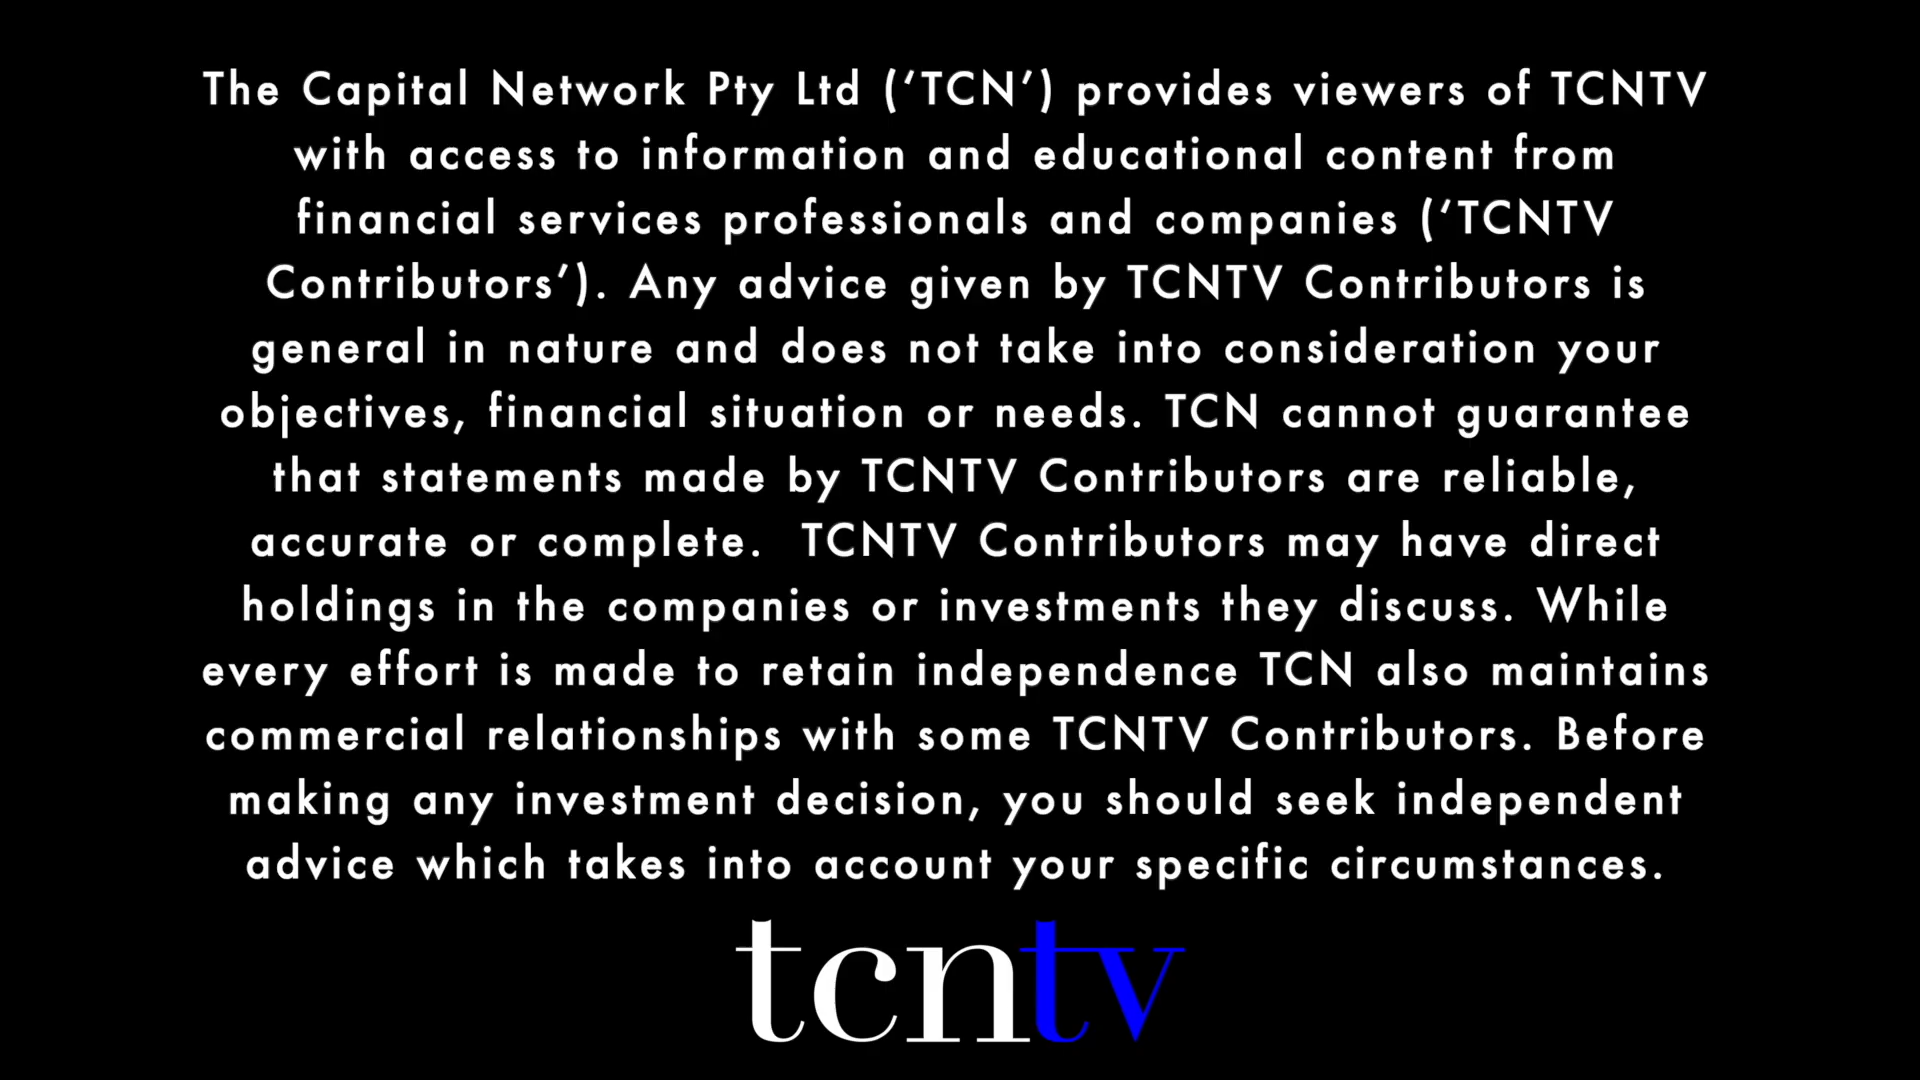 The Capital Network Pty Ltd (‘TCN’) provides viewers of TCNTV
with access to information and educational content from
financial services professionals and companies (‘TCNTV
Contributors’). Any advice given by TCNTV Contributors is
general in nature and does not take into consideration your
objectives, financial situation or needs. TCN cannot guarantee
that statements made by TCNTV Contributors are reliable,
accurate or complete.  TCNTV Contributors may have direct
holdings in the companies or investments they discuss. While
every effort is made to retain independence TCN also maintains
commercial relationships with some TCNTV Contributors. Before
making any investment decision, you should seek independent
advice which takes into account your specific circumstances.
tcntv